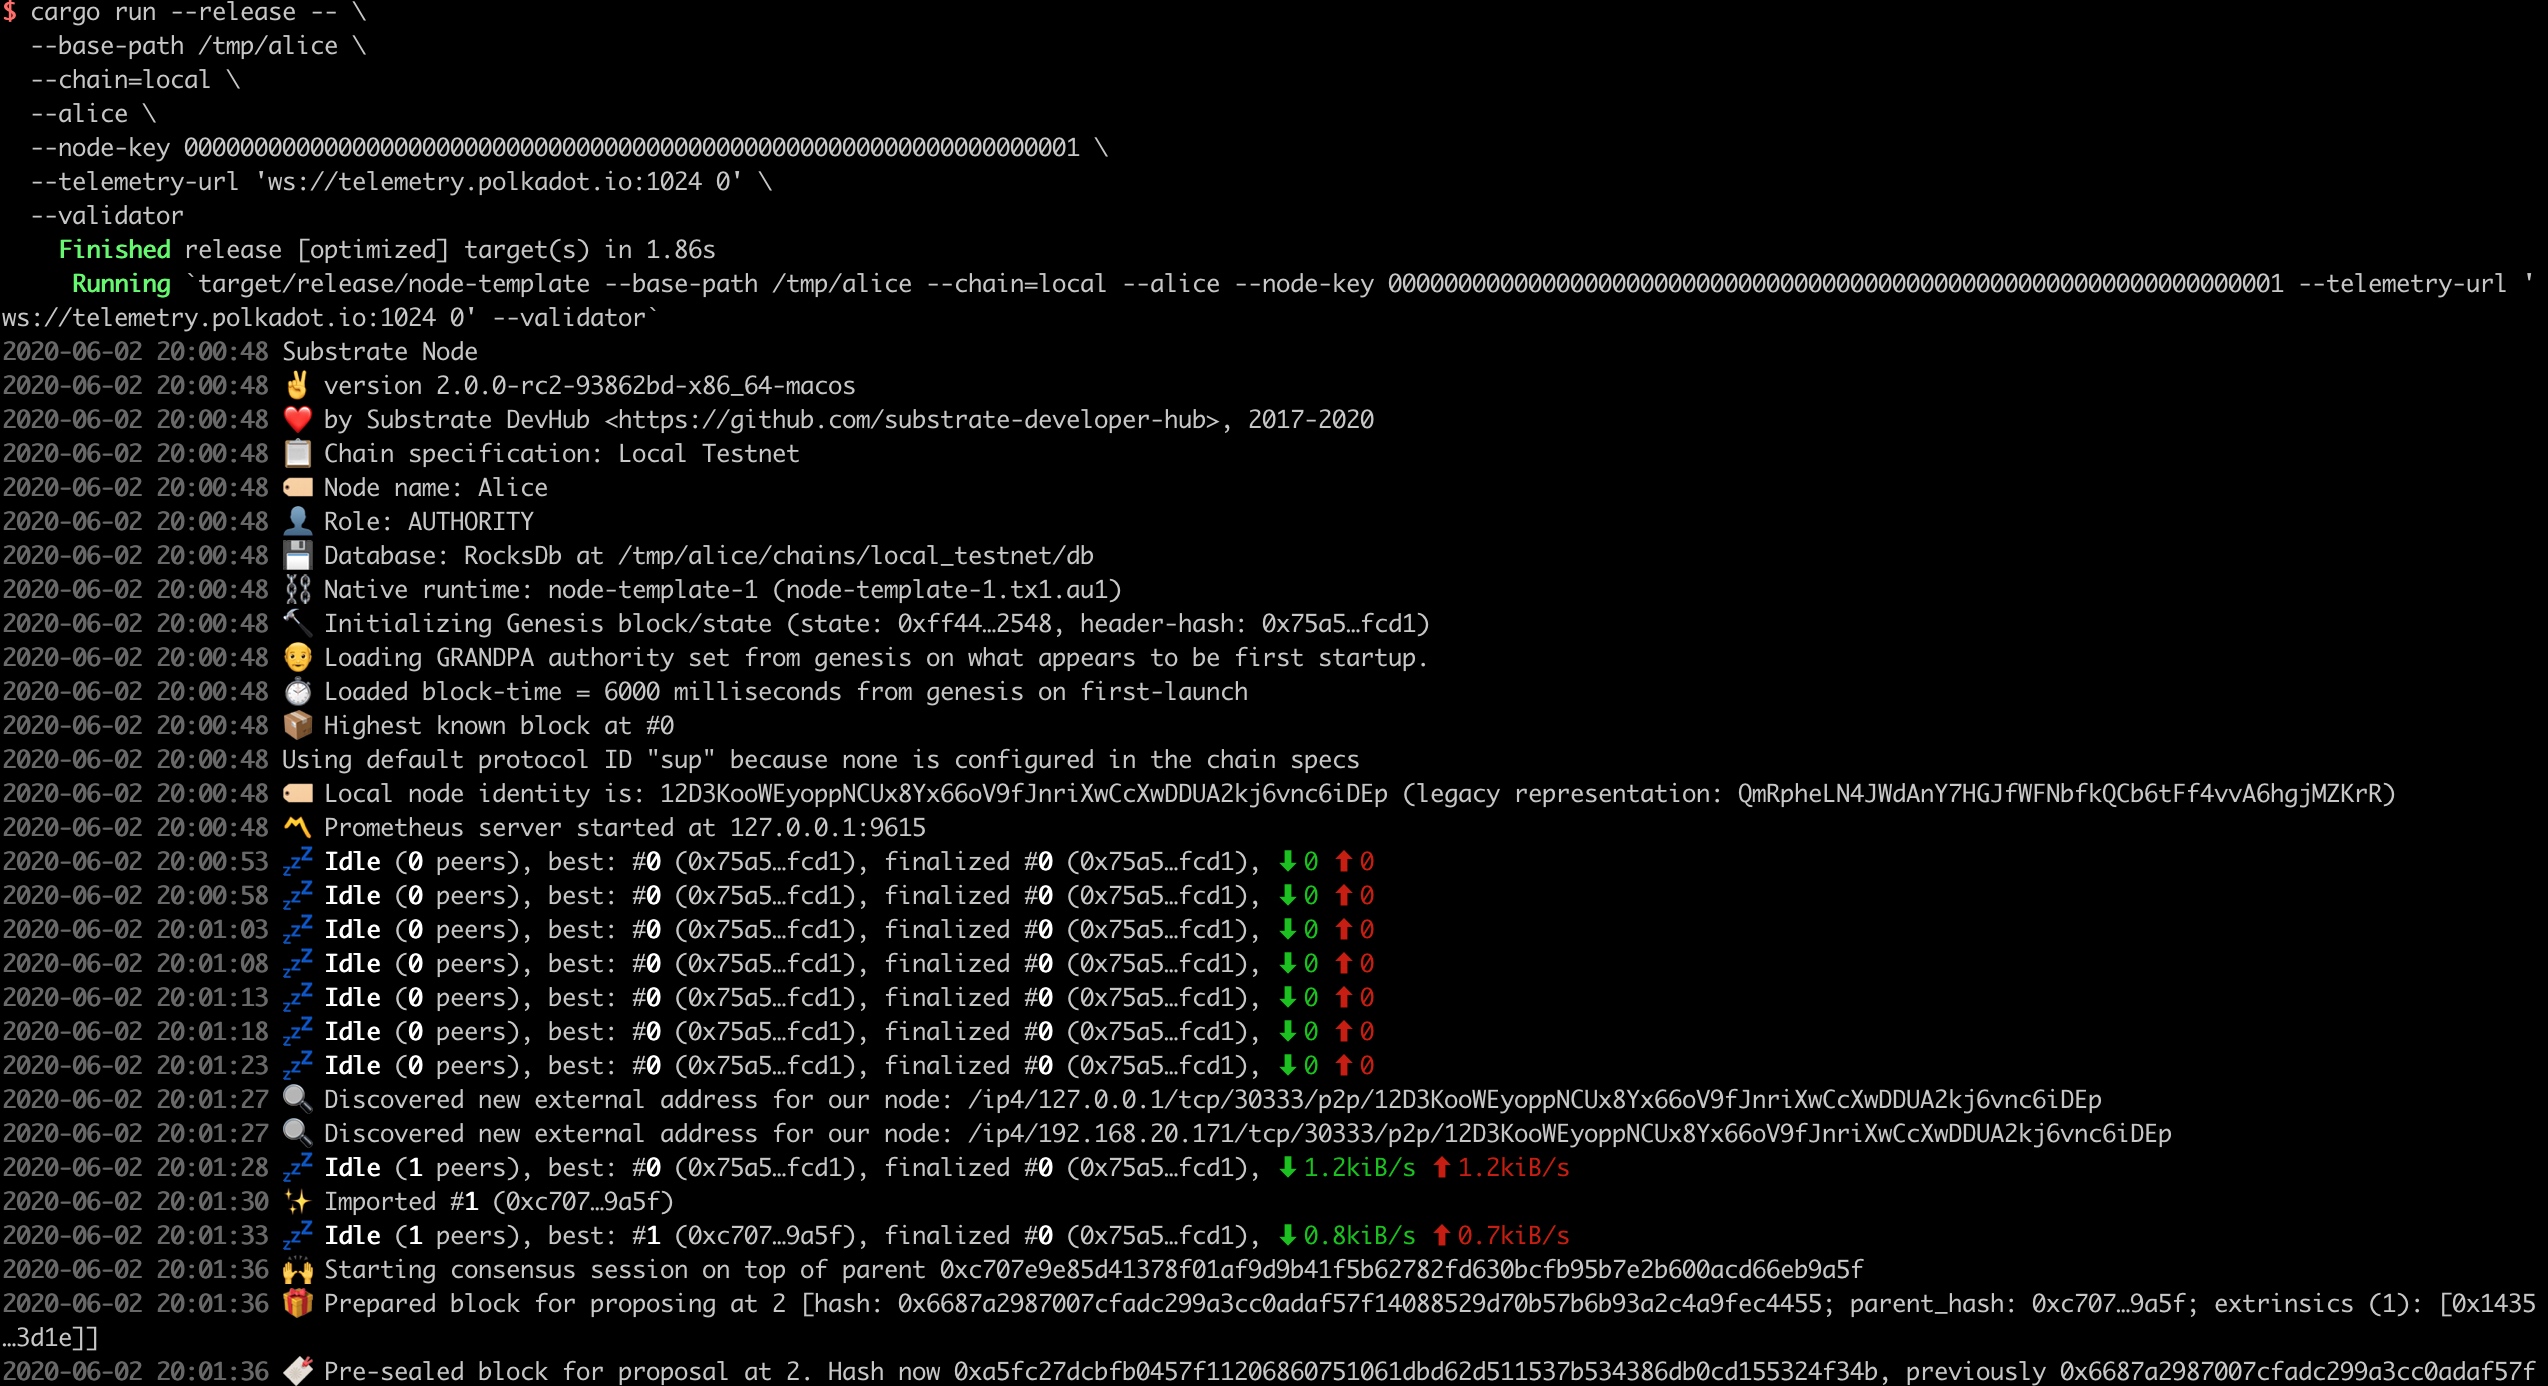 $ cargo run --release -- \
--base-path /tmp/alice \
--chain=local \
--alice \
--node-key 0000000000000000000000000000000000000000000000000000000000000001 \
--telemetry-url 'ws://telemetry.polkadot.io:1024 0' \
--validator
Finished release [optimized] target(s) in 1.86s
Running `target/release/node-template --base-path /tmp/alice --chain=local --alice --node-key 0000000000000000000000000000000000000000000000000000000000000001 --telemetry-url '
ws://telemetry.polkadot.io:1024 0' --validator`
2020-06-02 20:00:48 Substrate Node
2020-06-02 20:00:48 ✌️ version 2.0.0-rc2-93862bd-x86_64-macos
2020-06-02 20:00:48 ❤️ by Substrate DevHub <https://github.com/substrate-developer-hub>, 2017-2020
2020-06-02 20:00:48 📋 Chain specification: Local Testnet
2020-06-02 20:00:48 🏷 Node name: Alice
2020-06-02 20:00:48 👤 Role: AUTHORITY
2020-06-02 20:00:48 💾 Database: RocksDb at /tmp/alice/chains/local_testnet/db
2020-06-02 20:00:48 ⛓ Native runtime: node-template-1 (node-template-1.tx1.au1)
2020-06-02 20:00:48 🔨 Initializing Genesis block/state (state: 0xff44…2548, header-hash: 0x75a5…fcd1)
2020-06-02 20:00:48 👴 Loading GRANDPA authority set from genesis on what appears to be first startup.
2020-06-02 20:00:48 ⏱ Loaded block-time = 6000 milliseconds from genesis on first-launch
2020-06-02 20:00:48 📦 Highest known block at #0
2020-06-02 20:00:48 Using default protocol ID "sup" because none is configured in the chain specs
2020-06-02 20:00:48 🏷 Local node identity is: 12D3KooWEyoppNCUx8Yx66oV9fJnriXwCcXwDDUA2kj6vnc6iDEp (legacy representation: QmRpheLN4JWdAnY7HGJfWFNbfkQCb6tFf4vvA6hgjMZKrR)
2020-06-02 20:00:48 〽️ Prometheus server started at 127.0.0.1:9615
2020-06-02 20:00:53 💤 Idle (0 peers), best: #0 (0x75a5…fcd1), finalized #0 (0x75a5…fcd1), ⬇ 0 ⬆ 0
2020-06-02 20:00:58 💤 Idle (0 peers), best: #0 (0x75a5…fcd1), finalized #0 (0x75a5…fcd1), ⬇ 0 ⬆ 0
2020-06-02 20:01:03 💤 Idle (0 peers), best: #0 (0x75a5…fcd1), finalized #0 (0x75a5…fcd1), ⬇ 0 ⬆ 0
2020-06-02 20:01:08 💤 Idle (0 peers), best: #0 (0x75a5…fcd1), finalized #0 (0x75a5…fcd1), ⬇ 0 ⬆ 0
2020-06-02 20:01:13 💤 Idle (0 peers), best: #0 (0x75a5…fcd1), finalized #0 (0x75a5…fcd1), ⬇ 0 ⬆ 0
2020-06-02 20:01:18 💤 Idle (0 peers), best: #0 (0x75a5…fcd1), finalized #0 (0x75a5…fcd1), ⬇ 0 ⬆ 0
2020-06-02 20:01:23 💤 Idle (0 peers), best: #0 (0x75a5…fcd1), finalized #0 (0x75a5…fcd1), ⬇ 0 ⬆ 0
2020-06-02 20:01:27 🔍 Discovered new external address for our node: /ip4/127.0.0.1/tcp/30333/p2p/12D3KooWEyoppNCUx8Yx66oV9fJnriXwCcXwDDUA2kj6vnc6iDEp
2020-06-02 20:01:27 🔍 Discovered new external address for our node: /ip4/192.168.20.171/tcp/30333/p2p/12D3KooWEyoppNCUx8Yx66oV9fJnriXwCcXwDDUA2kj6vnc6iDEp
2020-06-02 20:01:28 💤 Idle (1 peers), best: #0 (0x75a5…fcd1), finalized #0 (0x75a5…fcd1), ⬇ 1.2kiB/s ⬆ 1.2kiB/s
2020-06-02 20:01:30 ✨ Imported #1 (0xc707…9a5f)
2020-06-02 20:01:33 💤 Idle (1 peers), best: #1 (0xc707…9a5f), finalized #0 (0x75a5…fcd1), ⬇ 0.8kiB/s ⬆ 0.7kiB/s
2020-06-02 20:01:36 🙌 Starting consensus session on top of parent 0xc707e9e85d41378f01af9d9b41f5b62782fd630bcfb95b7e2b600acd66eb9a5f
2020-06-02 20:01:36 🎁 Prepared block for proposing at 2 [hash: 0x6687a2987007cfadc299a3cc0adaf57f14088529d70b57b6b93a2c4a9fec4455; parent_hash: 0xc707…9a5f; extrinsics (1): [0x1435
…3d1e]]
2020-06-02 20:01:36 🔖 Pre-sealed block for proposal at 2. Hash now 0xa5fc27dcbfb0457f11206860751061dbd62d511537b534386db0cd155324f34b, previously 0x6687a2987007cfadc299a3cc0adaf57f